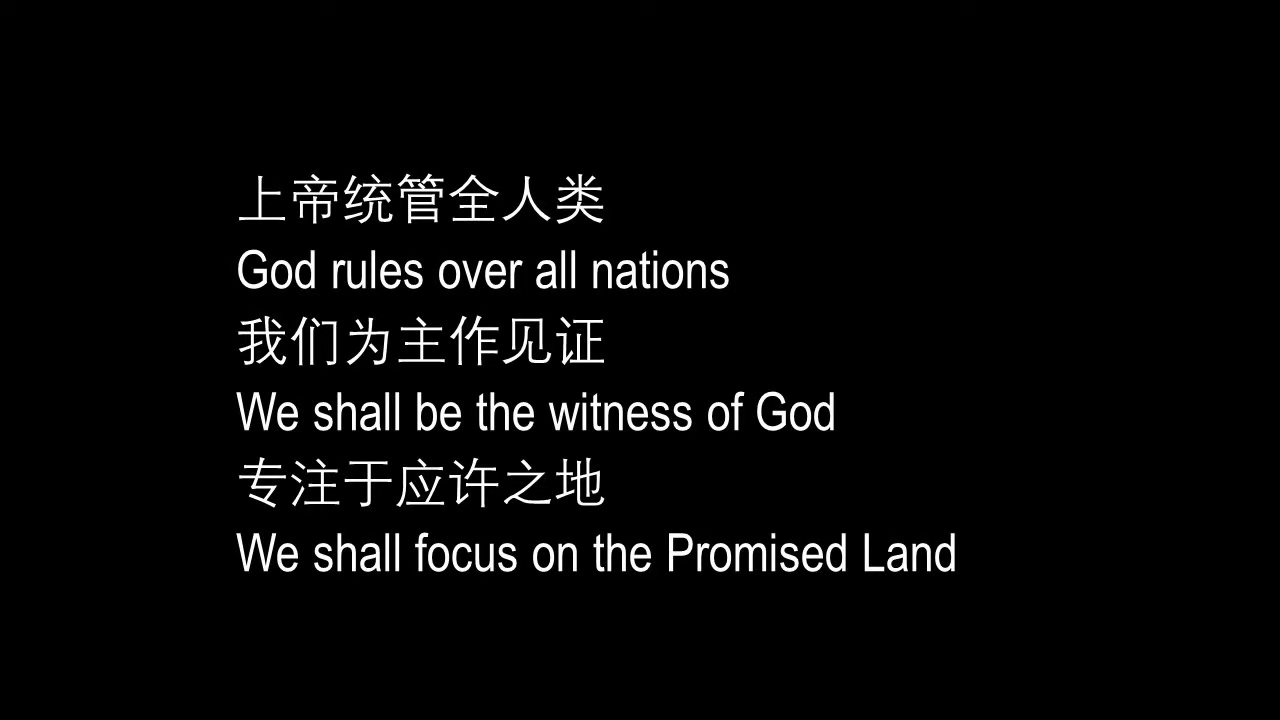 上帝统管全人类
God rules over all nations
我们为主作见证
We shall be the witness of God
专注于应许之地
We shall focus on the Promised Land